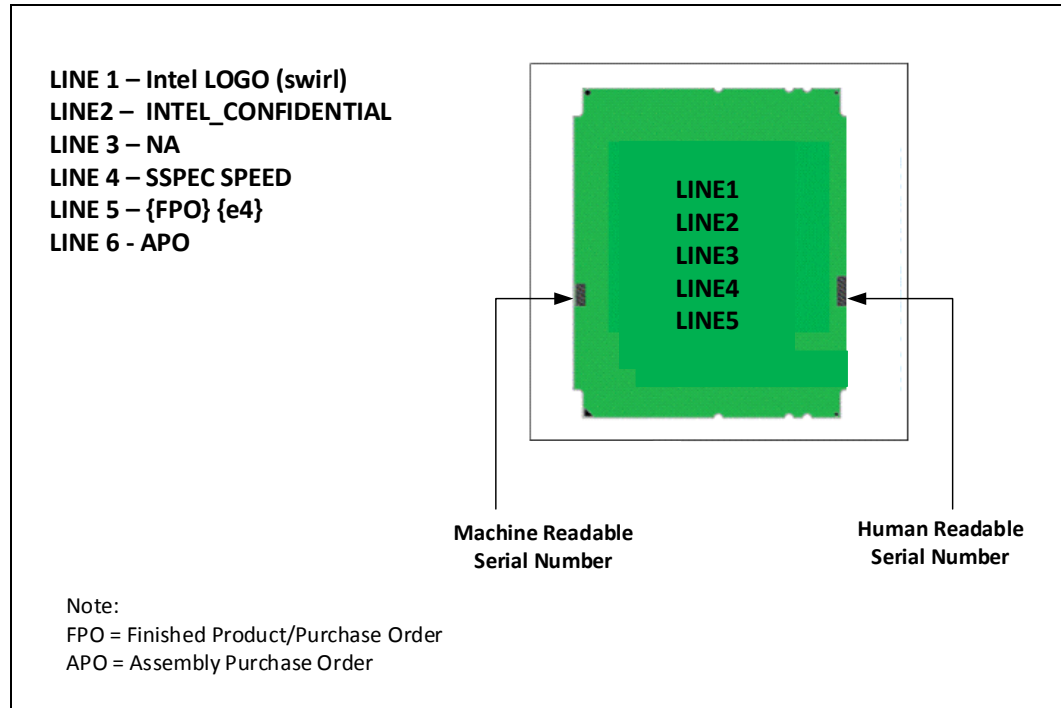 LINE 1 – Intel LOGO (swirl)
LINE2 – INTEL_CONFIDENTIAL
LINE 3 – NA
LINE 4 – SSPEC SPEED
LINE 5 – {FPO} {e4}
LINE 6 - APO
LINE1
LINE2
LINE3
LINE4
LINE5
Machine Readable
Serial Number
Human Readable
Serial Number
Note:
FPO = Finished Product/Purchase Order
APO = Assembly Purchase Order